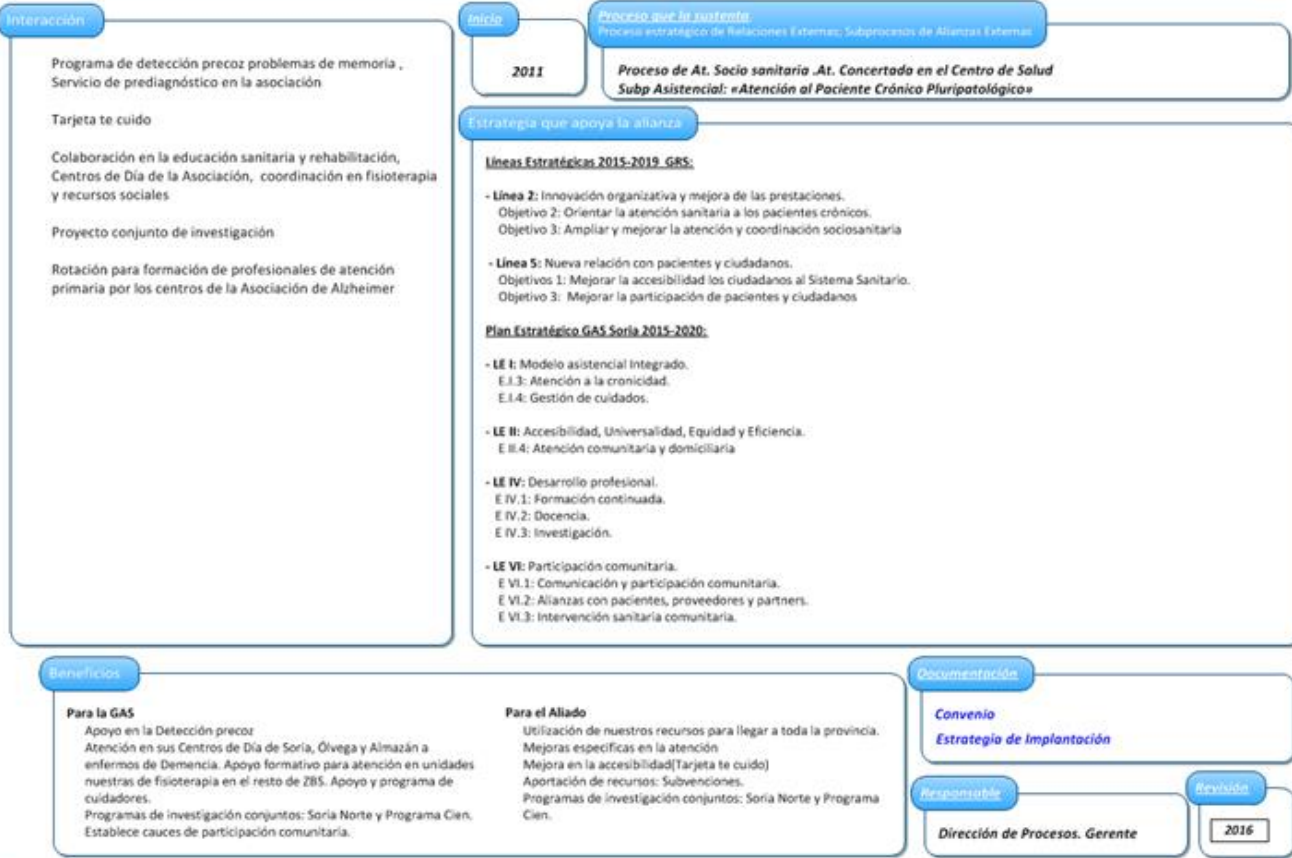 Interacción
Programa de detección precoz problemas de memoria ,
Servicio de prediagnóstico en la asociación
Tarjeta te cuido
Colaboración en la educación sanitaria y rehabilitación,
Centros de Día de la Asociación, coordinación en fisioterapia
y recursos sociales
Proyecto conjunto de investigación
Rotación para formación de profesionales de atención
primaria por los centros de la Asociación de Alzheimer
Inicio
2011
Proceso que la sustenta
Proceso estratégico de Relaciones Externas; Subprocesos de Alianzas Externas
Proceso de At. Socio sanitaria .At. Concertada en el Centro de Salud
Subp Asistencial: «Atención al Paciente Crónico Pluripatológico»
Estrategia que apoya la alianza
Líneas Estratégicas 2015-2019 GRS:
- Línea 2: Innovación organizativa y mejora de las prestaciones.
Objetivo 2: Orientar la atención sanitaria a los pacientes crónicos.
Objetivo 3: Ampliar y mejorar la atención y coordinación sociosanitaria
- Línea 5: Nueva relación con pacientes y ciudadanos.
Objetivos 1: Mejorar la accesibilidad los ciudadanos al Sistema Sanitario.
Objetivo 3: Mejorar la participación de pacientes y ciudadanos
Plan Estratégico GAS Soria 2015-2020:
- LE I: Modelo asistencial Integrado.
E.I.3: Atención a la cronicidad.
E.I.4: Gestión de cuidados.
- LE II: Accesibilidad, Universalidad, Equidad y Eficiencia.
E II.4: Atención comunitaria y domiciliaria
- LE IV: Desarrollo profesional.
E IV.1: Formación continuada.
E IV.2: Docencia.
E IV.3: Investigación.
- LE VI: Participación comunitaria.
E VI.1: Comunicación y participación comunitaria.
E VI.2: Alianzas con pacientes, proveedores y partners.
E VI.3: Intervención sanitaria comunitaria.
Beneficios
Para la GAS
Apoyo en la Detección precoz
Atención en sus Centros de Día de Soria, Ólvega y Almazán a
enfermos de Demencia. Apoyo formativo para atención en unidades
nuestras de fisioterapia en el resto de ZBS. Apoyo y programa de
cuidadores.
Programas de investigación conjuntos: Soria Norte y Programa Cien.
Establece cauces de participación comunitaria.
Para el Aliado
Utilización de nuestros recursos para llegar a toda la provincia.
Mejoras específicas en la atención
Mejora en la accesibilidad(Tarjeta te cuido)
Aportación de recursos: Subvenciones.
Programas de investigación conjuntos: Soria Norte y Programa
Cien.
Documentación
Convenio
Estrategia de Implantación
Responsable
Dirección de Procesos. Gerente
Revisión
2016